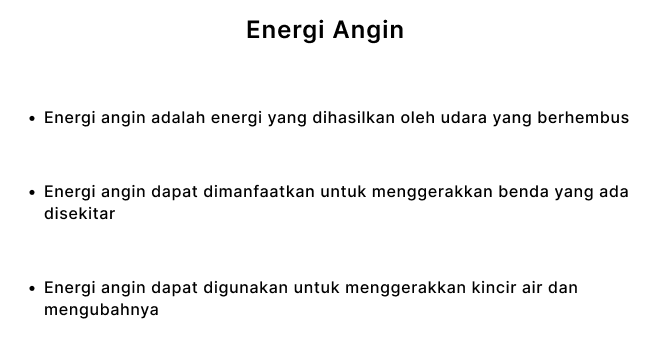 Energi Angin
• Energi angin adalah energi yang dihasilkan oleh udara yang berhembus
• Energi angin dapat dimanfaatkan untuk menggerakkan benda yang ada
disekitar
• Energi angin dapat digunakan untuk menggerakkan kincir air dan
mengubahnya